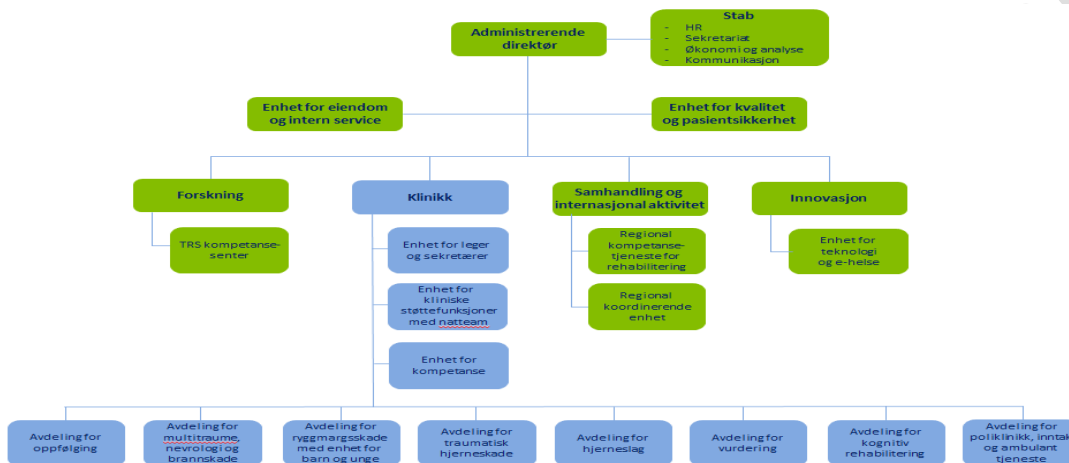 Administrerende
direktør
Stab
- HR
- Sekretariat
- Økonomi og analyse
- Kommunikasjon
Enhet for eiendom
og intern service
Enhet for kvalitet
og pasientsikkerhet
Forskning
Klinikk
Samhandling og
internasjonal aktivitet
Innovasjon
TRS kompetanse-
senter
Enhet for leger
og sekretærer
Enhet for
kliniske
støttefunksjoner
med natteam
Enhet for
kompetanse
Regional
kompetanse-
tjeneste for
rehabilitering
Regional
koordinerende
enhet
Enhet for
teknologi
og e-helse
Avdeling for
oppfølging
Avdeling for
multitraume,
nevrologi og
brannskade
Avdeling for
ryggmargsskade
med enhet for
barn og unge
Avdeling for
traumatisk
hjerneskade
Avdeling for
hjerneslag
Avdeling for
vurdering
Avdeling for
kognitiv
rehabilitering
Avdeling for
poliklinikk, inntak
og ambulant
tjeneste